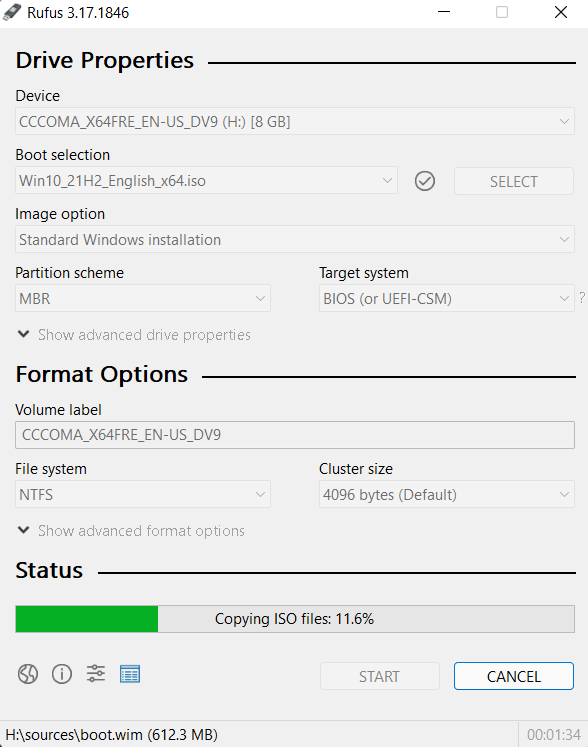 Rufus 3.17.1846
Drive Properties
Device
CCCOMA_X64FRE_EN-US_DV9 (H:) [8 GB]
Boot selection
Win10_21H2_English_x64.iso
SELECT
Image option
Standard Windows installation
Partition scheme
Target system
MBR
BIOS (or UEFI-CSM)
?
Show advanced drive properties
Format Options
Volume label
CCCOMA_X64FRE_EN-US_DV9
File system
Cluster size
NTFS
4096 bytes (Default)
Show advanced format options
Status
Copying ISO files: 11.6%
START
CANCEL
H:\sources\boot.wim (612.3 MB)
00:01:34